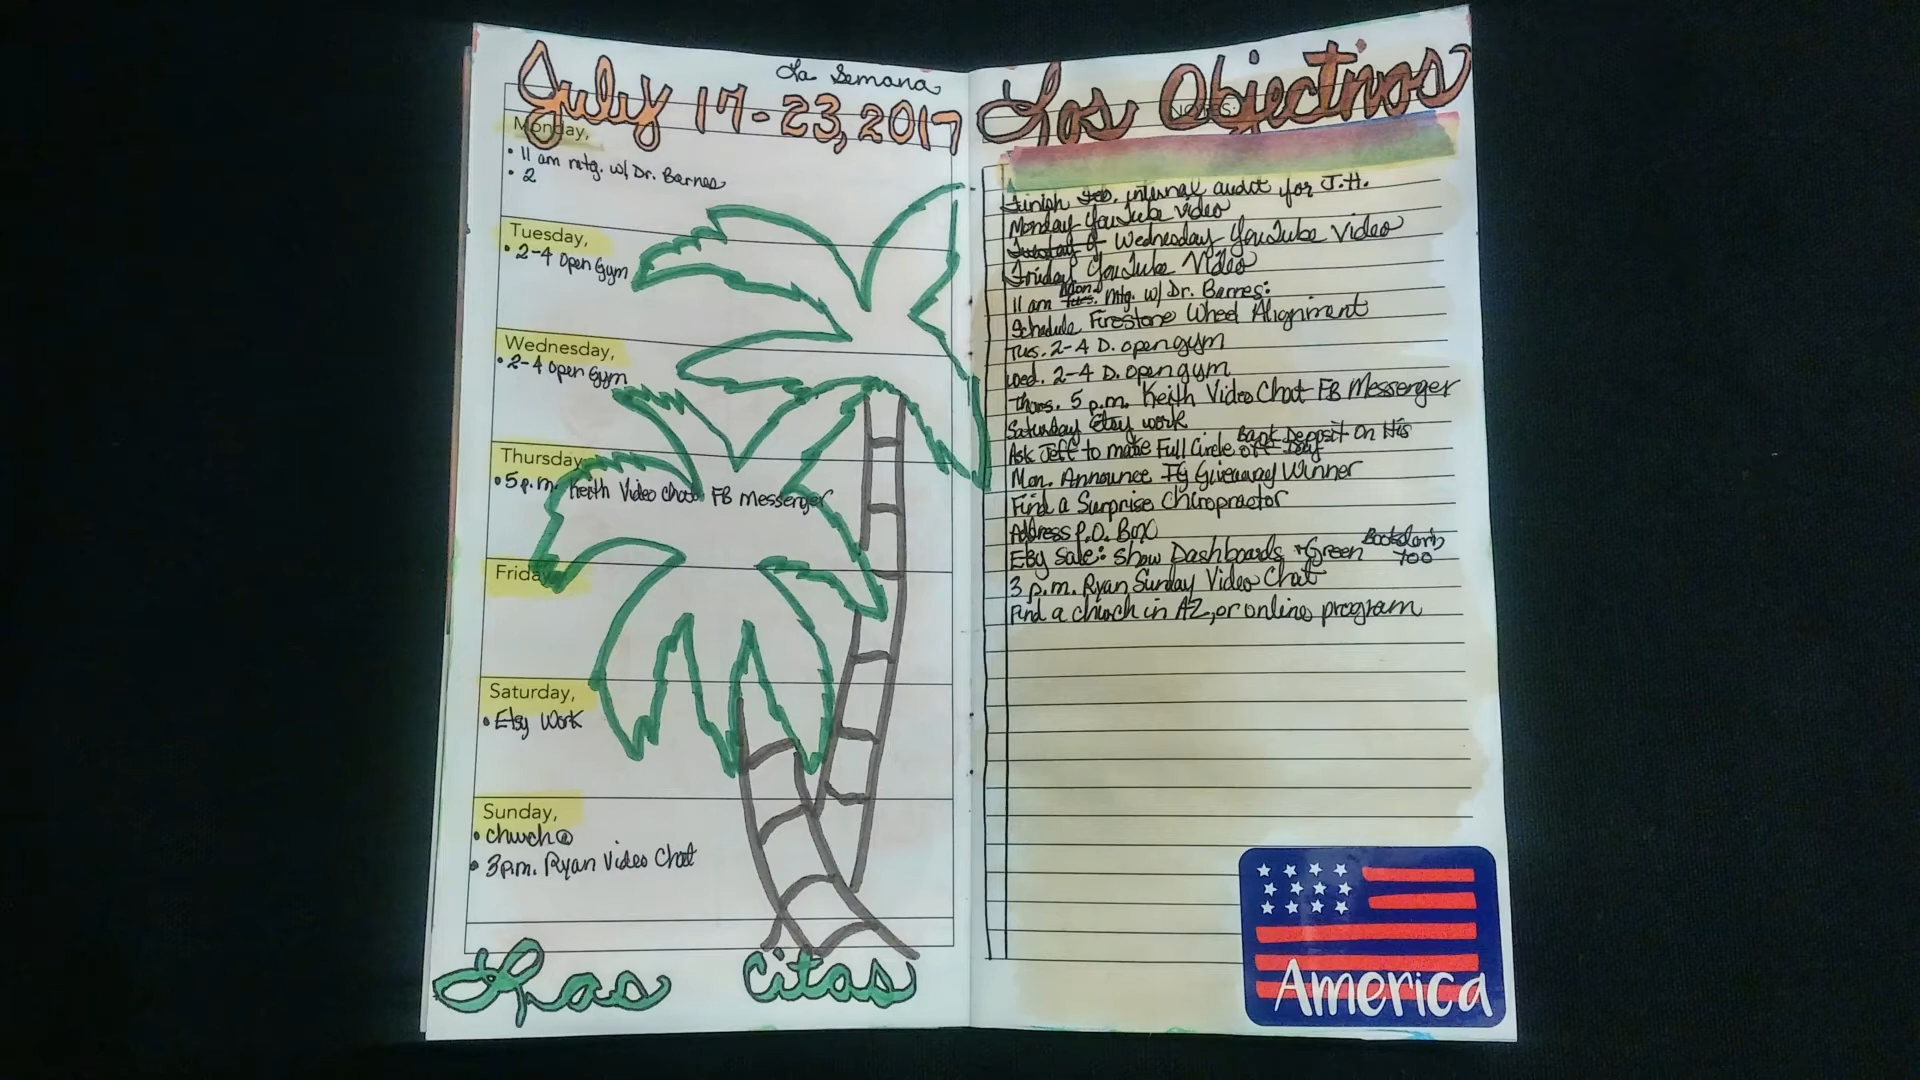 La Semana
July 17-23, 2017
Monday,
• 11 am mtg. w/ Dr. Barnes
• 2
Tuesday,
• 2-4 Open Gym
Wednesday,
• 2-4 Open Gym
Thursday,
• 5 p.m. Keith Video Chat FB Messenger
Friday,
Saturday,
• Etsy Work
Sunday,
• Church @
• 3 p.m. Ryan Video Chat
Las Citas
Los Objectivos
NOTES:
Finish Feb. internal audit for J.H.
Monday YouTube video
Tuesday Wednesday YouTube video
Friday YouTube Video
11 am Tues. Mon. Mtg. w/ Dr. Barnes:
Schedule Firestone Wheel Alignment
Tues. 2-4 D. open gym
Wed. 2-4 D. open gym
Thurs. 5 p.m. Keith Video Chat FB Messenger
Saturday Etsy work
Ask Jeff to make Full Circle Bank Deposit On His Off Day
Mon. Announce IG Giveaway Winner
Find a Surprise Chiropractor
Address P.O. Box
Etsy Sale: Show Dashboards + Green
Too
3 p.m. Ryan Sunday Video Chat
Find a church in AZ, or online program
America